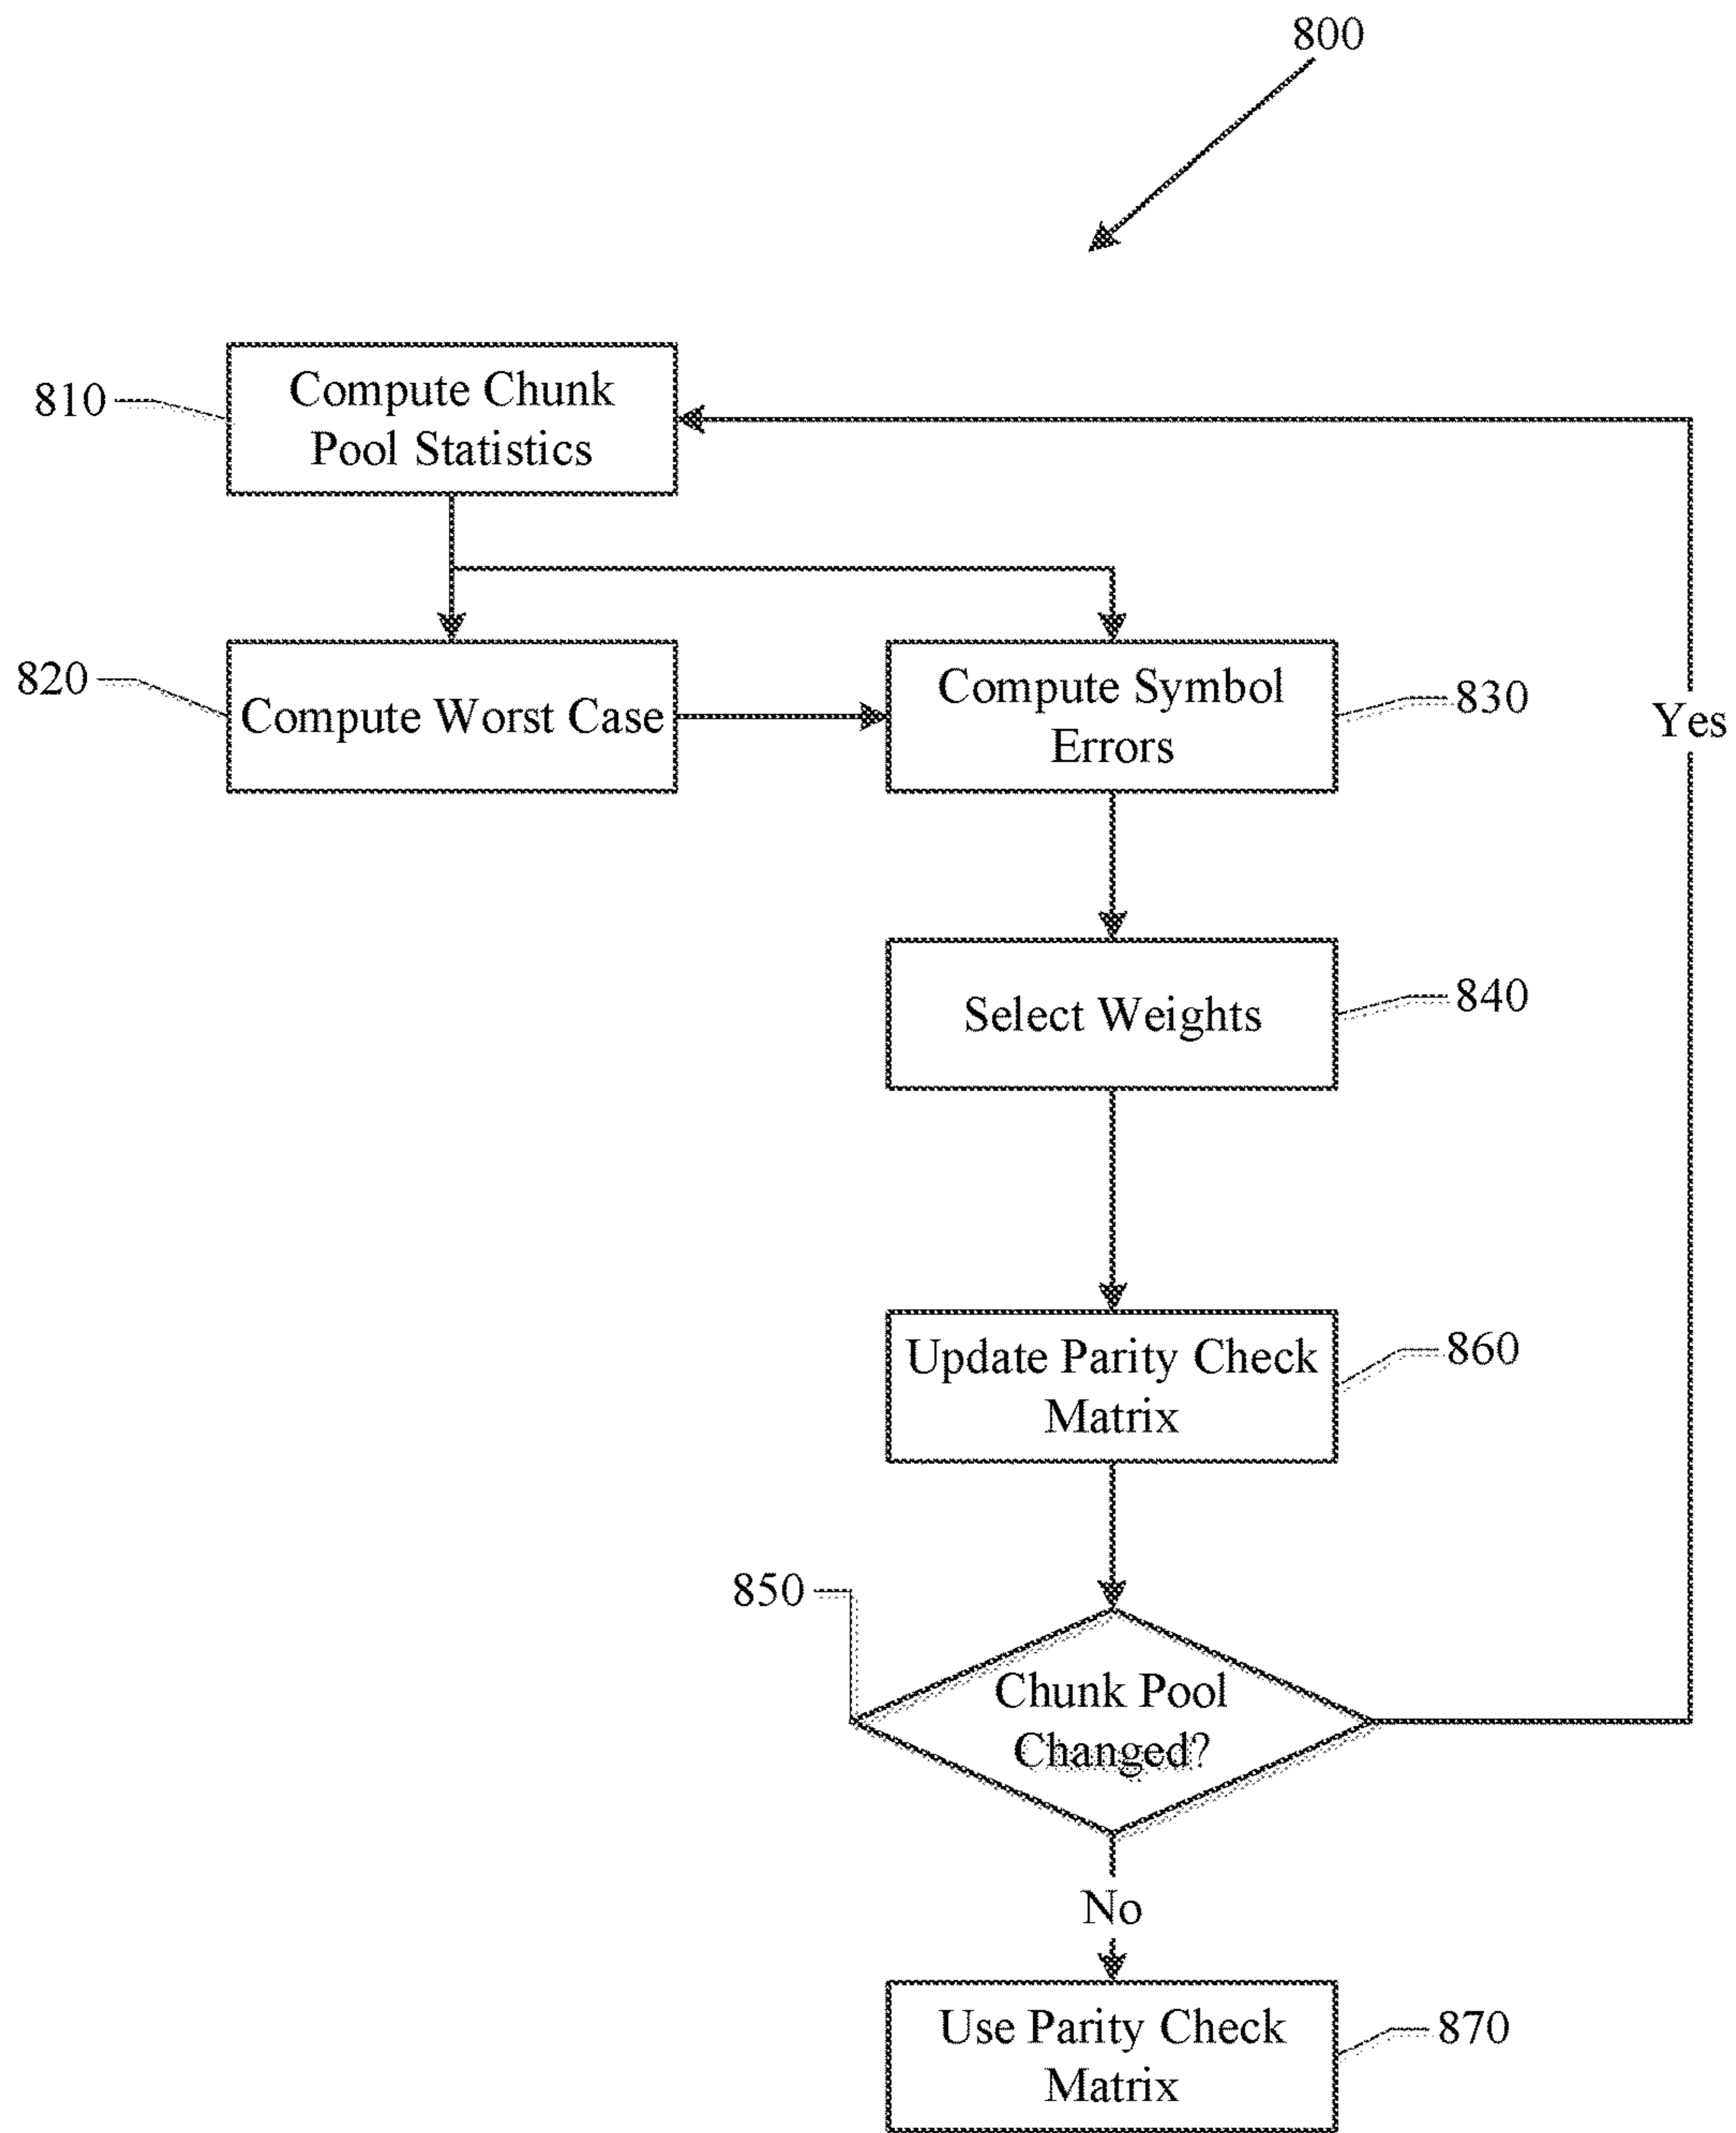 800
810
Compute Chunk
Pool Statistics
820
Compute Worst Case
Compute Symbol
Errors
830
Yes
Select Weights
840
Update Parity Check
Matrix
860
850
Chunk Pool
Changed?
No
Use Parity Check
Matrix
870